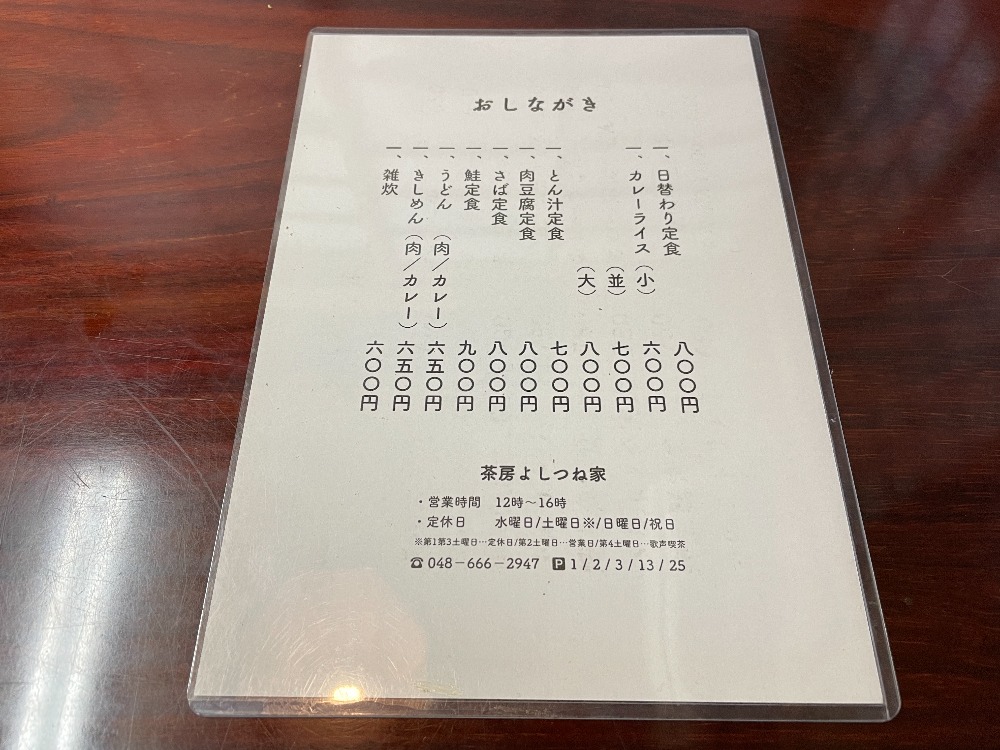 おしながき
一、日替わり定食 八〇〇円
一、カレーライス（小） 六〇〇円
（並） 七〇〇円
（大） 八〇〇円
一、とん汁定食 七〇〇円
一、肉豆腐定食 八〇〇円
一、さば定食 八〇〇円
一、鮭定食 九〇〇円
一、うどん（肉／カレー） 六五〇円
一、きしめん（肉／カレー） 六五〇円
一、雑炊 六〇〇円
茶房よしつね家
・営業時間 12時～16時
・定休日 水曜日/土曜日※/日曜日/祝日
※第1第3土曜日…定休日/第2土曜日…営業日/第4土曜日…歌声喫茶
☎048－666－2947 P 1 / 2 / 3 / 13 / 25